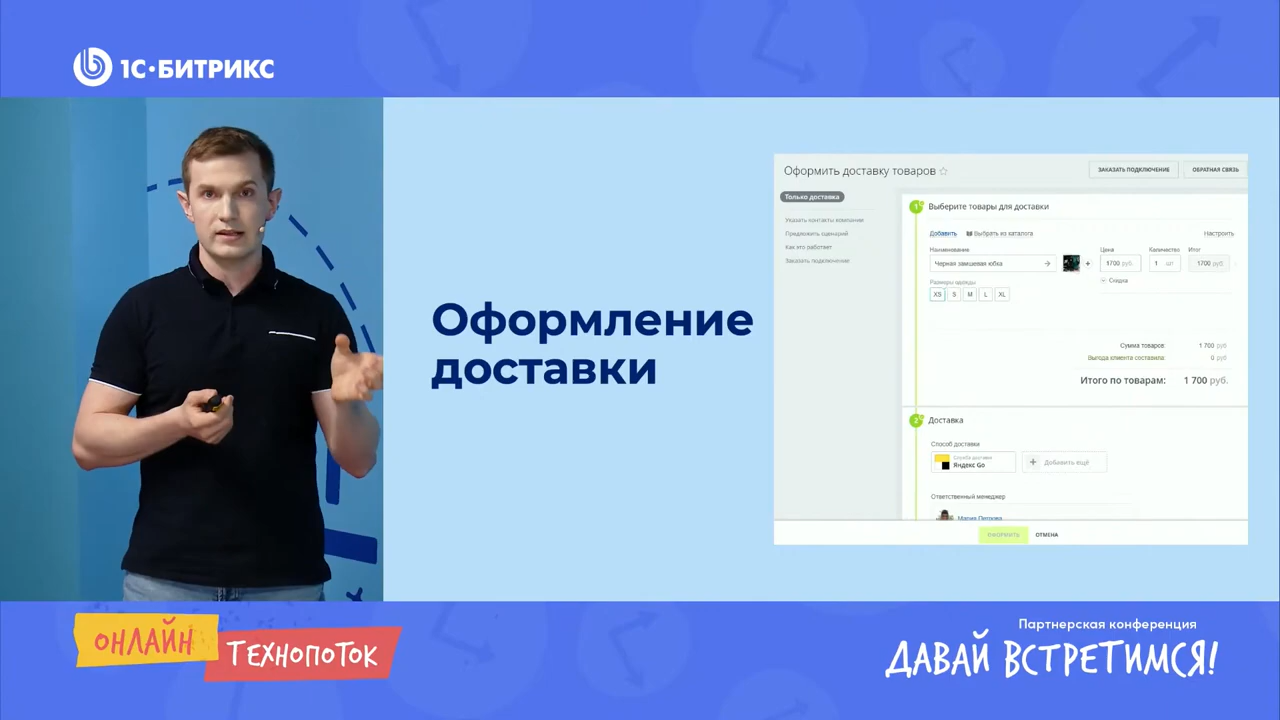 1С·БИТРИКС
Оформление
доставки
Оформить доставку товаров
ЗАКАЗАТЬ ПОДКЛЮЧЕНИЕ
ОБРАТНАЯ СВЯЗЬ
Только доставка
Указать контакты компании
Предложить сценарий
Как это работает
Заказать подключение
1
Выберите товары для доставки
Добавить
Выбрать из каталога
Настроить
Наименование
Цена
Количество
Итог
Черная замшевая юбка
1700 руб.
1 шт
1700 руб.
Скидка
Размеры одежды
XS S M L XL
Сумма товаров: 1 700 руб
Выгода клиента составила: 0 руб
Итого по товарам: 1 700 руб.
2
Доставка
Способ доставки
Служба доставки
Яндекс Go
Добавить ещё
Ответственный менеджер
Мария Петрова
ОФОРМИТЬ
ОТМЕНА
ОНЛАЙН
ТЕХНОПОТОК
Партнерская конференция
ДАВАЙ ВСТРЕТИМСЯ!